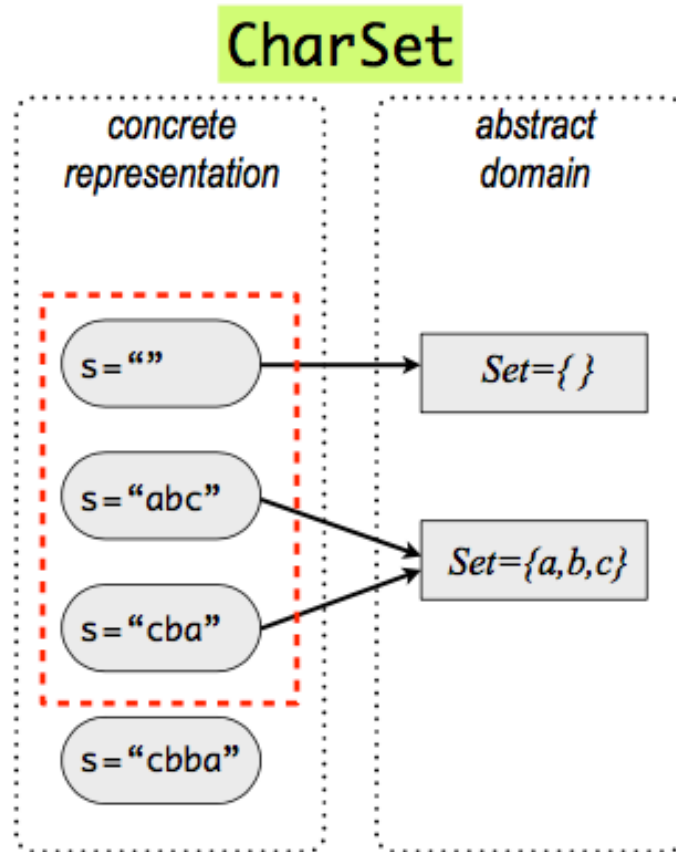 CharSet
concrete
representation
abstract
domain
s=“”
Set={ }
s=“abc”
Set={a,b,c}
s=“cba”
s=“cbba”